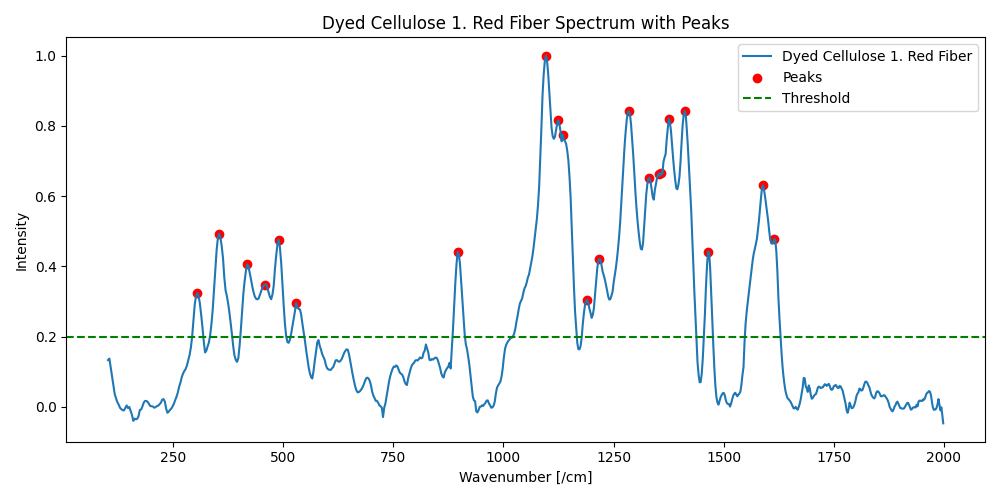 Dyed Cellulose 1. Red Fiber Spectrum with Peaks
Dyed Cellulose 1. Red Fiber
Peaks
Threshold
Intensity
1.0
0.8
0.6
0.4
0.2
0.0
250
500
750
1000
1250
1500
1750
2000
Wavenumber [/cm]